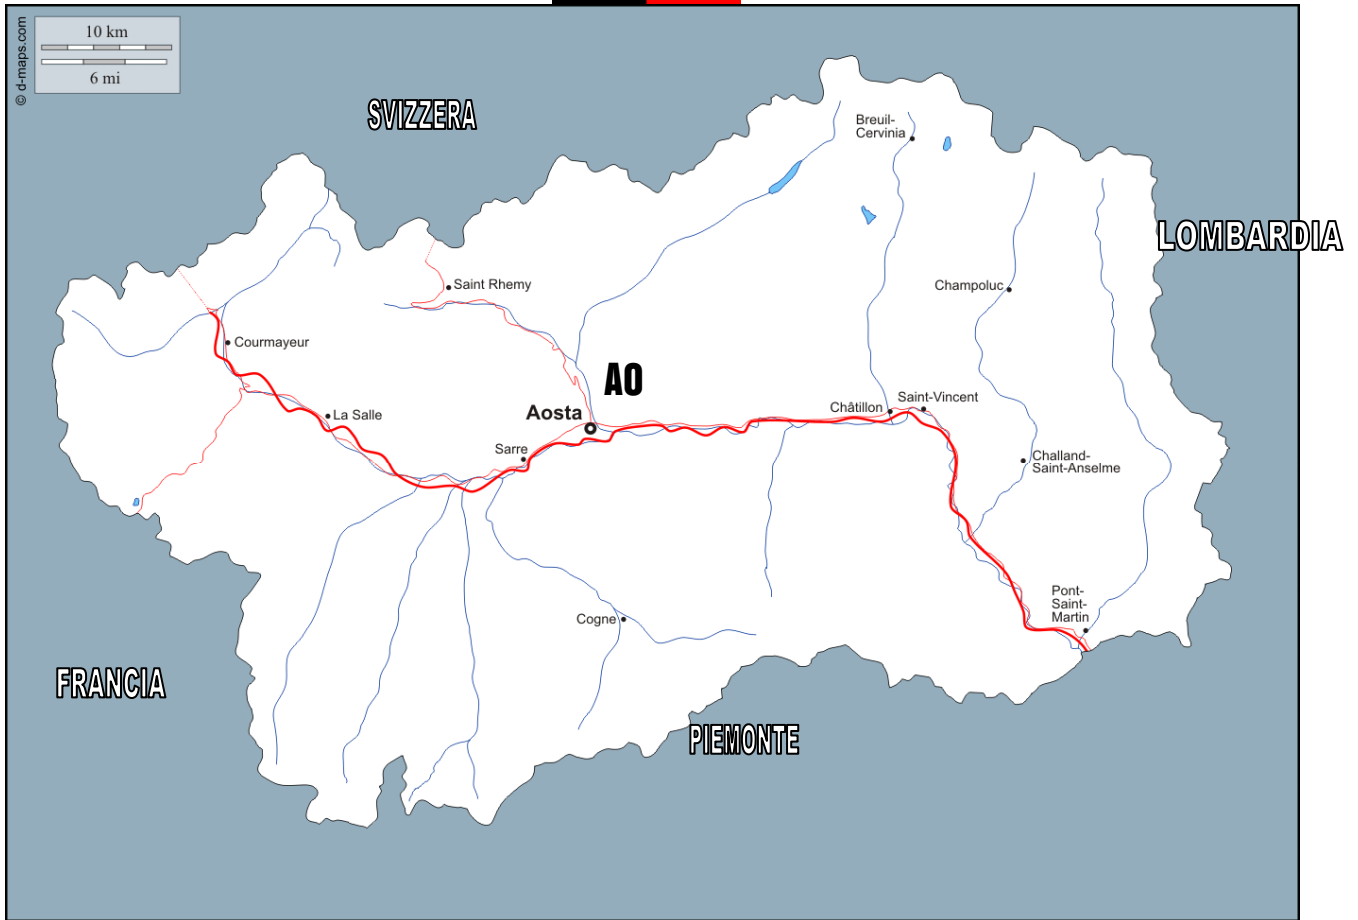 © d-maps.com
10 km
6 mi
SVIZZERA
Breuil-
Cervinia
LOMBARDIA
Saint Rhemy
Champoluc
Courmayeur
AO
Aosta
La Salle
Châtillon
Saint-Vincent
Sarre
Challand-
Saint-Anselme
Pont-
Saint-
Martin
Cogne
FRANCIA
PIEMONTE